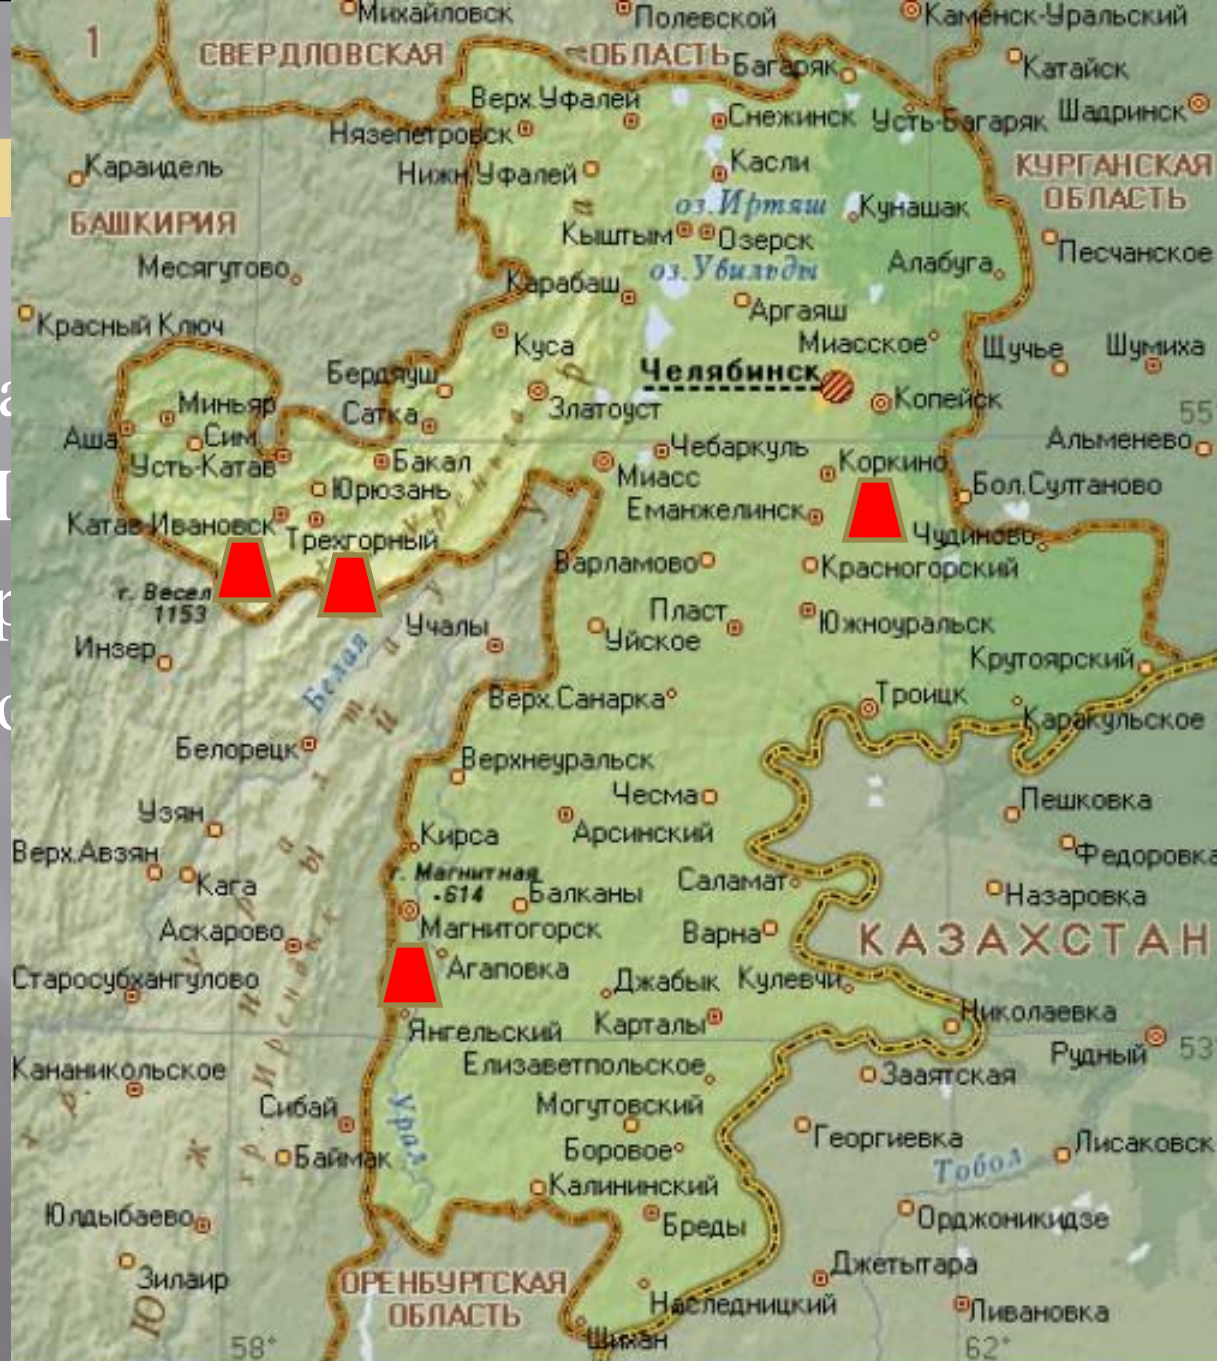 Михайловск
Полевской
Каменск-Уральский
1
СВЕРДЛОВСКАЯ ОБЛАСТЬ
Багаряк
Катайск
Верх.Уфалей
Снежинск
Усть-Багаряк
Шадринск
Нязепетровск
Караидель
Нижн.Уфалей
Касли
КУРГАНСКАЯ
ОБЛАСТЬ
БАШКИРИЯ
оз.Иртяш
Кунашак
Кыштым
Озерск
Песчанское
Месягутово
оз.Увильды
Алабуга
Карабаш
Аргаяш
Красный Ключ
Куса
Миасское
Щучье
Шумиха
Бердяуш
Челябинск
Миньяр
Сатка
Златоуст
Копейск
55
Аша
Сим
Чебаркуль
Альменево
Усть-Катав
Бакал
Миасс
Коркино
Юрюзань
Бол.Султаново
Катав-Ивановск
Трехгорный
Еманжелинск
Чудиново
Варламово
Красногорский
г. Весел
1153
Учалы
Пласт
Южноуральск
Инзер
Уйское
Крутоярский
Белая
Верх.Санарка
Троицк
Каракульское
Белорецк
Верхнеуральск
Чесма
Пешковка
Узян
Кирса
Арсинский
Верх.Авзян
Федоровка
Кага
г. Магнитная
614
Балканы
Саламат
Назаровка
Аскарово
Магнитогорск
Варна
КАЗАХСТАН
Старосубхангулово
Агаповка
Джабык
Кулевчи
Янгельский
Карталы
Николаевка
Рудный
53°
Кананикольское
Елизаветпольское
Зааятская
Сибай
Урал
Могутовский
Георгиевка
Баймак
Боровое
Лисаковск
Тобол
Калининский
Юлдыбаево
Бреды
Орджоникидзе
Зилаир
ОРЕНБУРГСКАЯ
ОБЛАСТЬ
Джетыгара
Наследницкий
Ливановка
Шихан
58°
62°